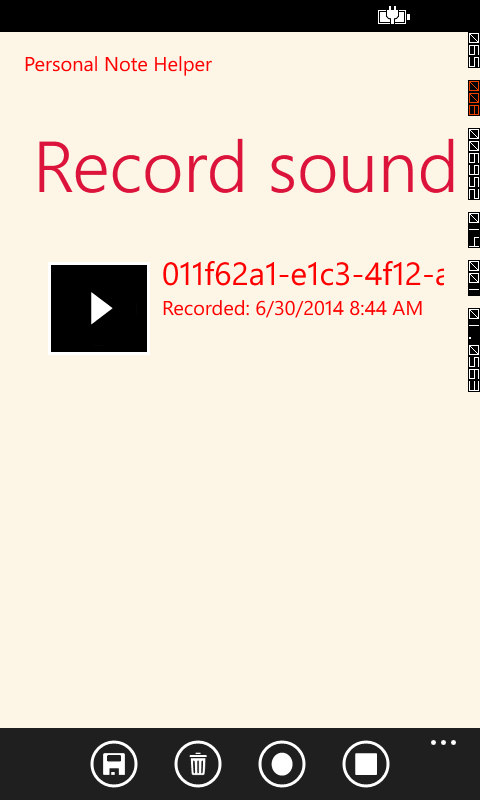 Personal Note Helper
Record sound
011f62a1-e1c3-4f12-a
Recorded: 6/30/2014 8:44 AM